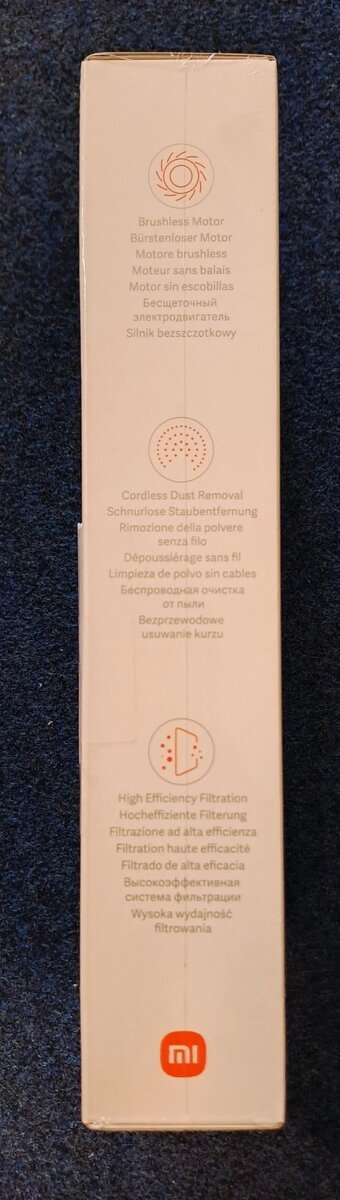 Brushless Motor
Bürstenloser Motor
Motore brushless
Moteur sans balais
Motor sin escobillas
Бесщеточный
электродвигатель
Silnik bezszczotkowy
Cordless Dust Removal
Schnurlose Staubentfernung
Rimozione della polvere
senza filo
Dépoussiérage sans fil
Limpieza de polvo sin cables
Беспроводная очистка
от пыли
Bezprzewodowe
usuwanie kurzu
High Efficiency Filtration
Hocheffiziente Filterung
Filtrazione ad alta efficienza
Filtration haute efficacité
Filtrado de alta eficacia
Высокоэффективная
система фильтрации
Wysoka wydajność
filtrowania
mi